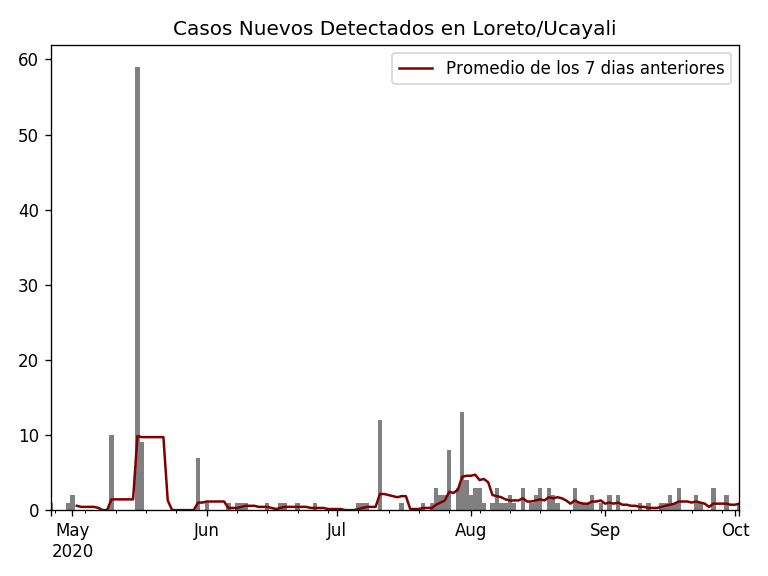 Casos Nuevos Detectados en Loreto/Ucayali
Promedio de los 7 dias anteriores
60
50
40
30
20
10
0
May Jun Jul Aug Sep Oct
2020